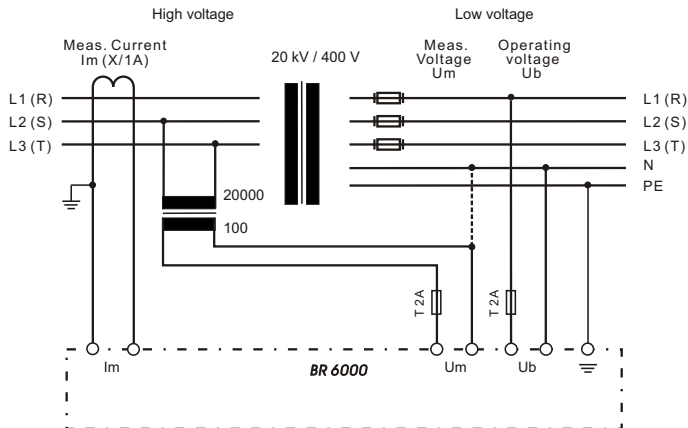 High voltage
Low voltage
Meas. Current
Im (X/1A)
20 kV / 400 V
Meas.
Voltage
Um
Operating
voltage
Ub
L1 (R)
L1 (R)
L2 (S)
L2 (S)
L3 (T)
L3 (T)
N
PE
20000
100
T 2A
T 2A
Im
BR 6000
Um
Ub